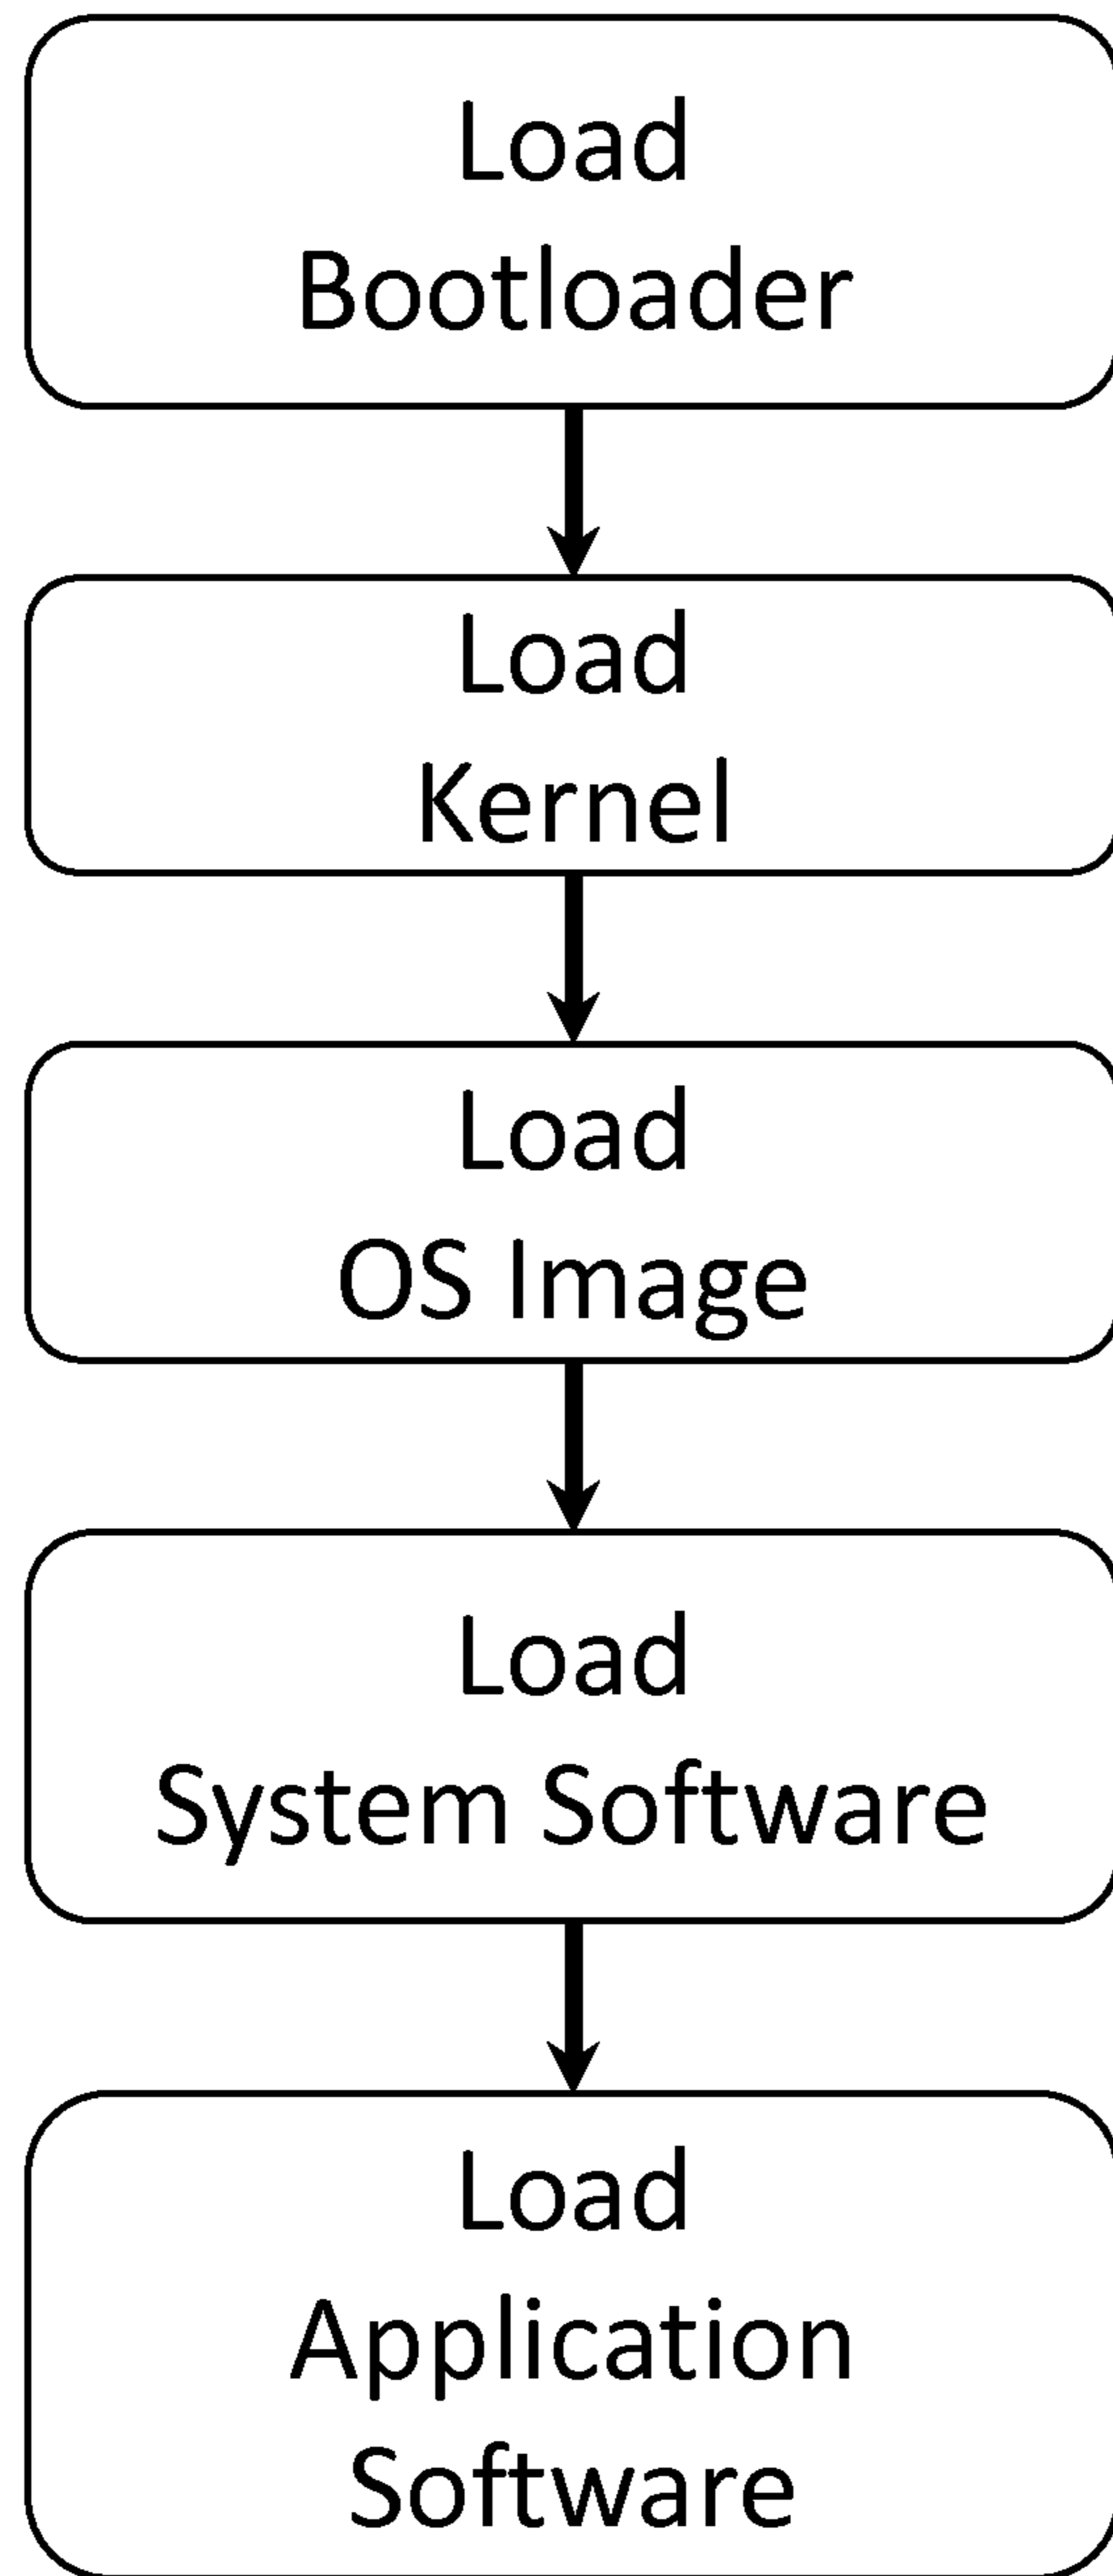 Load
Bootloader
Load
Kernel
Load
OS Image
Load
System Software
Load
Application
Software